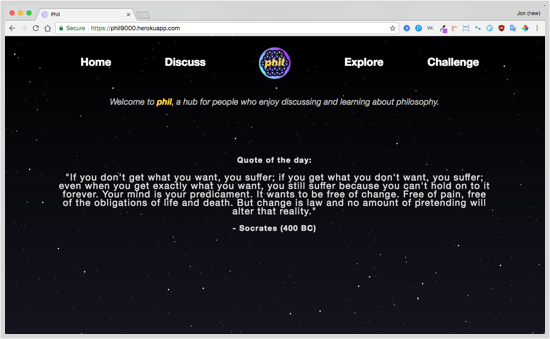 Phil
Jon (new)
Secure https://phil9000.herokuapp.com
Home Discuss phil Explore Challenge
Welcome to phil, a hub for people who enjoy discussing and learning about philosophy.
Quote of the day:
"If you don't get what you want, you suffer; if you get what you don't want, you suffer;
even when you get exactly what you want, you still suffer because you can't hold on to it
forever. Your mind is your predicament. It wants to be free of change. Free of pain, free
of the obligations of life and death. But change is law and no amount of pretending will
alter that reality."
- Socrates (400 BC)